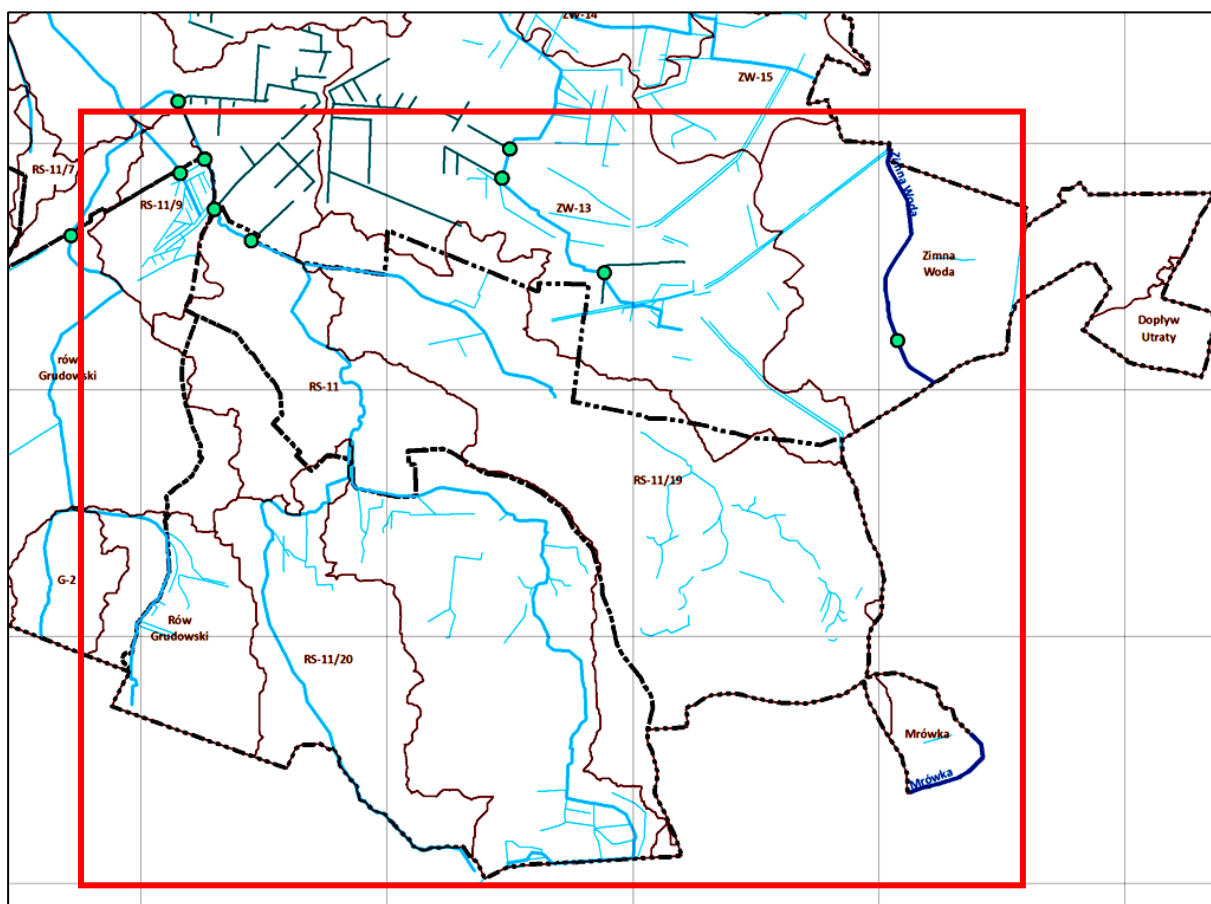 ZW-14
ZW-15
RS-11/7
RS-11/9
ZW-13
Zimna Woda
Zimna
Woda
Dopływ
Utraty
rów
Grudowski
RS-11
RS-11/19
G-2
Rów
Grudowski
RS-11/20
Mrówka
Mrówka